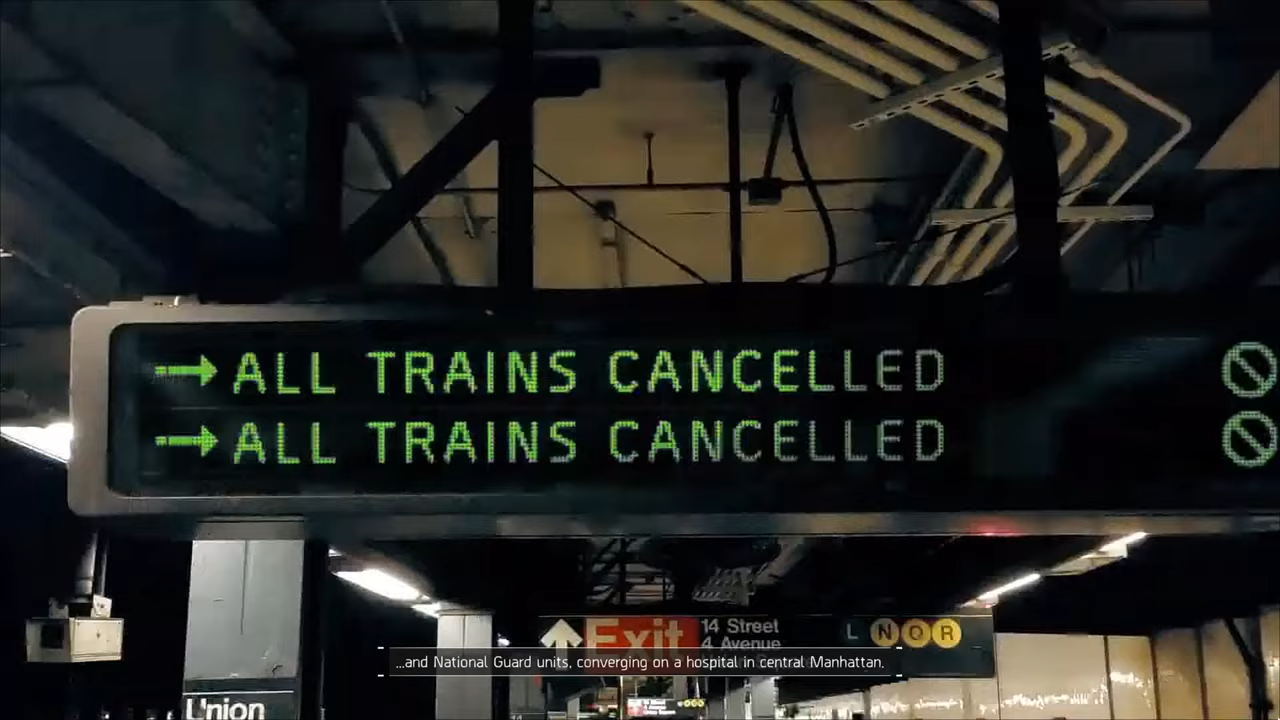 → ALL TRAINS CANCELLED
→ ALL TRAINS CANCELLED
Exit
14 Street
4 Avenue
L N Q R
...and National Guard units, converging on a hospital in central Manhattan.
Union